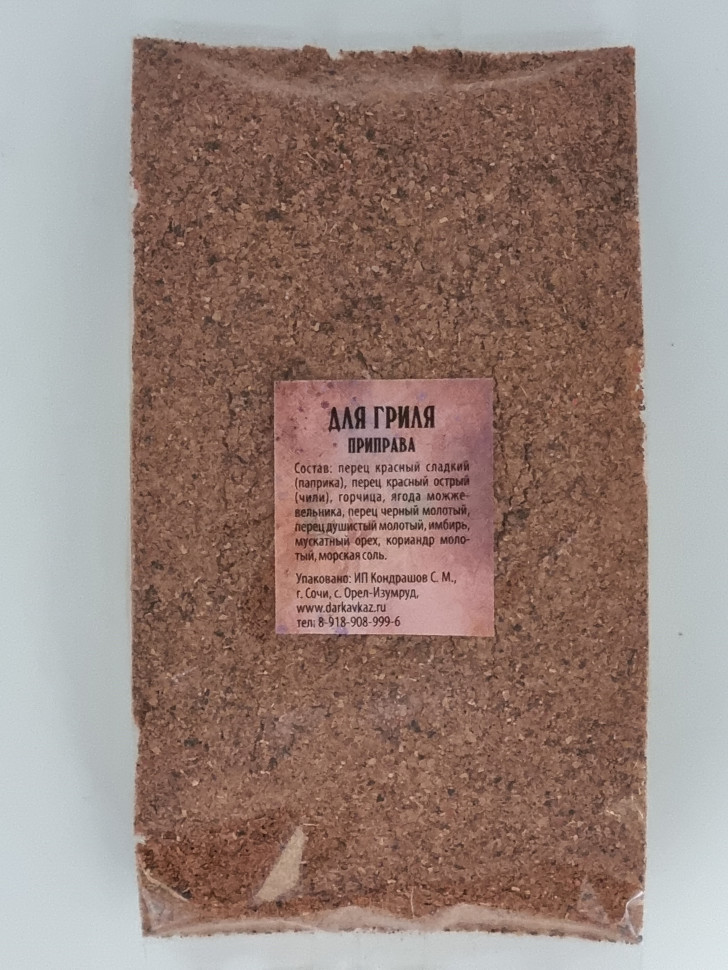 ДЛЯ ГРИЛЯ
ПРИПРАВА
Состав: перец красный сладкий
(паприка), перец красный острый
(чили), горчица, ягода можже-
вельника, перец черный молотый,
перец душистый молотый, имбирь,
мускатный орех, кориандр моло-
тый, морская соль.
Упаковано: ИП Кондрашов С. М.,
г. Сочи, с. Орел-Изумруд,
www.darkavkaz.ru
тел: 8-918-908-999-6